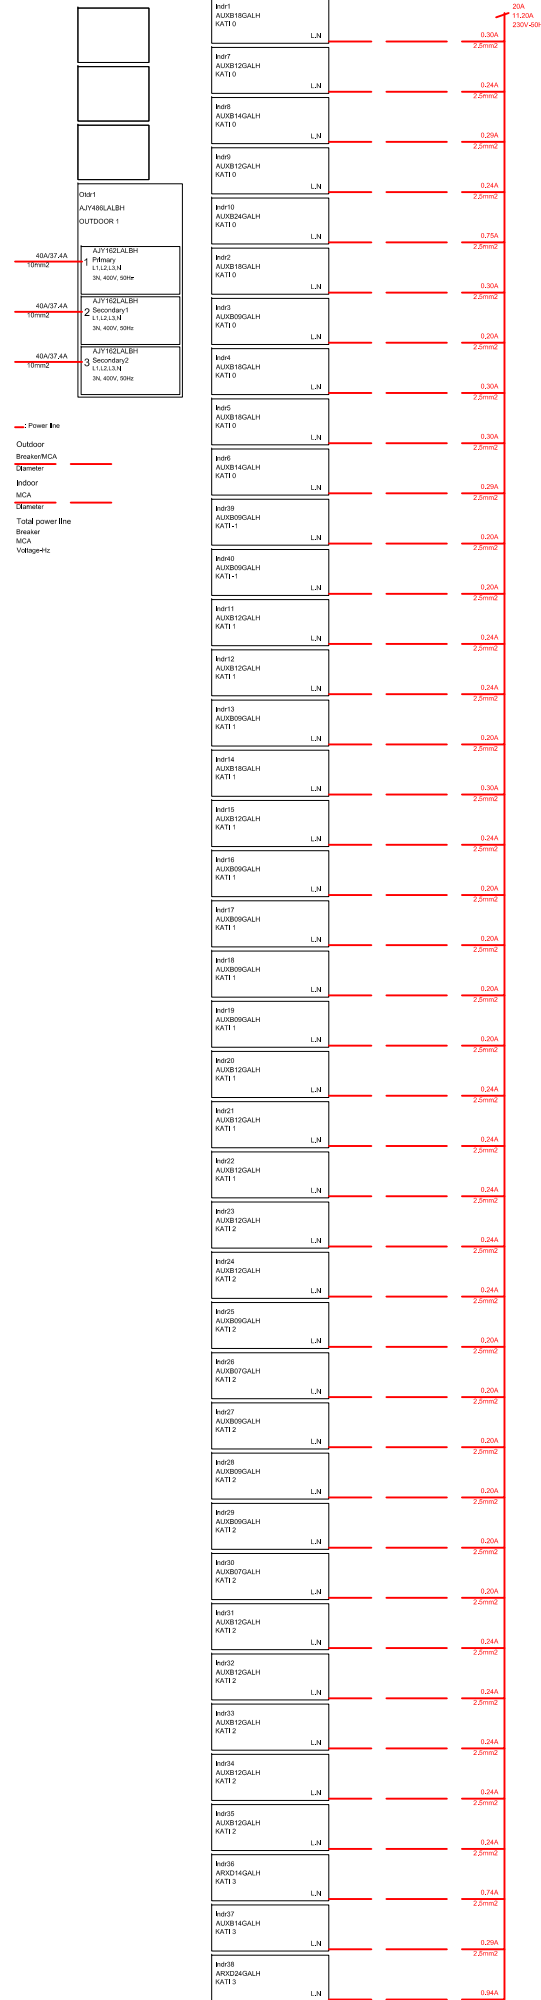 Otdr1
AJY486LALBH
OUTDOOR 1
40A/37.4A
10mm2
1
AJY162LALBH
Primary
L1,L2,L3,N
3N, 400V, 50Hz
40A/37.4A
10mm2
2
AJY162LALBH
Secondary1
L1,L2,L3,N
3N, 400V, 50Hz
40A/37.4A
10mm2
3
AJY162LALBH
Secondary2
L1,L2,L3,N
3N, 400V, 50Hz
: Power line
Outdoor
Breaker/MCA
Diameter
Indoor
MCA
Diameter
Total power line
Breaker
MCA
Voltage-Hz
20A
11.20A
Indr1
AUXB18GALH
KATI 0
L,N
0.30A
2.5mm2
Indr7
AUXB12GALH
KATI 0
L,N
0.24A
2.5mm2
Indr8
AUXB14GALH
KATI 0
L,N
0.29A
2.5mm2
Indr9
AUXB12GALH
KATI 0
L,N
0.24A
2.5mm2
Indr10
AUXB24GALH
KATI 0
L,N
0.75A
2.5mm2
Indr2
AUXB18GALH
KATI 0
L,N
0.30A
2.5mm2
Indr3
AUXB09GALH
KATI 0
L,N
0.20A
2.5mm2
Indr4
AUXB18GALH
KATI 0
L,N
0.30A
2.5mm2
Indr5
AUXB18GALH
KATI 0
L,N
0.30A
2.5mm2
Indr6
AUXB14GALH
KATI 0
L,N
0.29A
2.5mm2
Indr39
AUXB09GALH
KATI -1
L,N
0.20A
2.5mm2
Indr40
AUXB09GALH
KATI -1
L,N
0.20A
2.5mm2
Indr11
AUXB12GALH
KATI 1
L,N
0.24A
2.5mm2
Indr12
AUXB12GALH
KATI 1
L,N
0.24A
2.5mm2
Indr13
AUXB09GALH
KATI 1
L,N
0.20A
2.5mm2
Indr14
AUXB18GALH
KATI 1
L,N
0.30A
2.5mm2
Indr15
AUXB12GALH
KATI 1
L,N
0.24A
2.5mm2
Indr16
AUXB09GALH
KATI 1
L,N
0.20A
2.5mm2
Indr17
AUXB09GALH
KATI 1
L,N
0.20A
2.5mm2
Indr18
AUXB09GALH
KATI 1
L,N
0.20A
2.5mm2
Indr19
AUXB09GALH
KATI 1
L,N
0.20A
2.5mm2
Indr20
AUXB12GALH
KATI 1
L,N
0.24A
2.5mm2
Indr21
AUXB12GALH
KATI 1
L,N
0.24A
2.5mm2
Indr22
AUXB12GALH
KATI 1
L,N
0.24A
2.5mm2
Indr23
AUXB12GALH
KATI 2
L,N
0.24A
2.5mm2
Indr24
AUXB12GALH
KATI 2
L,N
0.24A
2.5mm2
Indr25
AUXB09GALH
KATI 2
L,N
0.20A
2.5mm2
Indr26
AUXB07GALH
KATI 2
L,N
0.20A
2.5mm2
Indr27
AUXB09GALH
KATI 2
L,N
0.20A
2.5mm2
Indr28
AUXB09GALH
KATI 2
L,N
0.20A
2.5mm2
Indr29
AUXB09GALH
KATI 2
L,N
0.20A
2.5mm2
Indr30
AUXB07GALH
KATI 2
L,N
0.20A
2.5mm2
Indr31
AUXB12GALH
KATI 2
L,N
0.24A
2.5mm2
Indr32
AUXB12GALH
KATI 2
L,N
0.24A
2.5mm2
Indr33
AUXB12GALH
KATI 2
L,N
0.24A
2.5mm2
Indr34
AUXB12GALH
KATI 2
L,N
0.24A
2.5mm2
Indr35
AUXB12GALH
KATI 2
L,N
0.24A
2.5mm2
Indr36
ARXD14GALH
KATI 3
L,N
0.74A
2.5mm2
Indr37
AUXB14GALH
KATI 3
L,N
0.29A
2.5mm2
Indr38
ARXD24GALH
KATI 3
L,N
0.94A